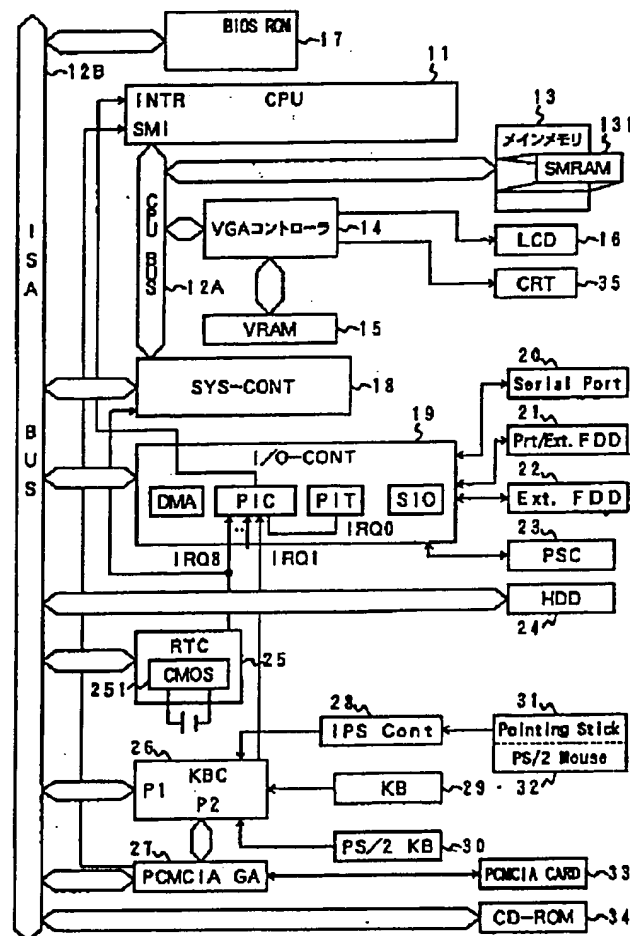 BIOS ROM
17
12B
11
INTR CPU
SMI
13
メインメモリ
131
SMRAM
CPU BUS
VGAコントローラ
14
LCD
16
12A
CRT
35
VRAM
15
ISA BUS
SYS-CONT
18
20
Serial Port
19
I/O-CONT
21
Prt/Ext. FDD
DMA
PIC
PIT
SIO
22
Ext. FDD
IRQ0
IRQ8
IRQ1
23
PSC
HDD
24
RTC
25
CMOS
251
28
IPS Cont
31
Pointing Stick
PS/2 Mouse
32
26
KBC
P1
P2
KB
29
27
PS/2 KB
30
PCMCIA GA
PCMCIA CARD
33
CD-ROM
34